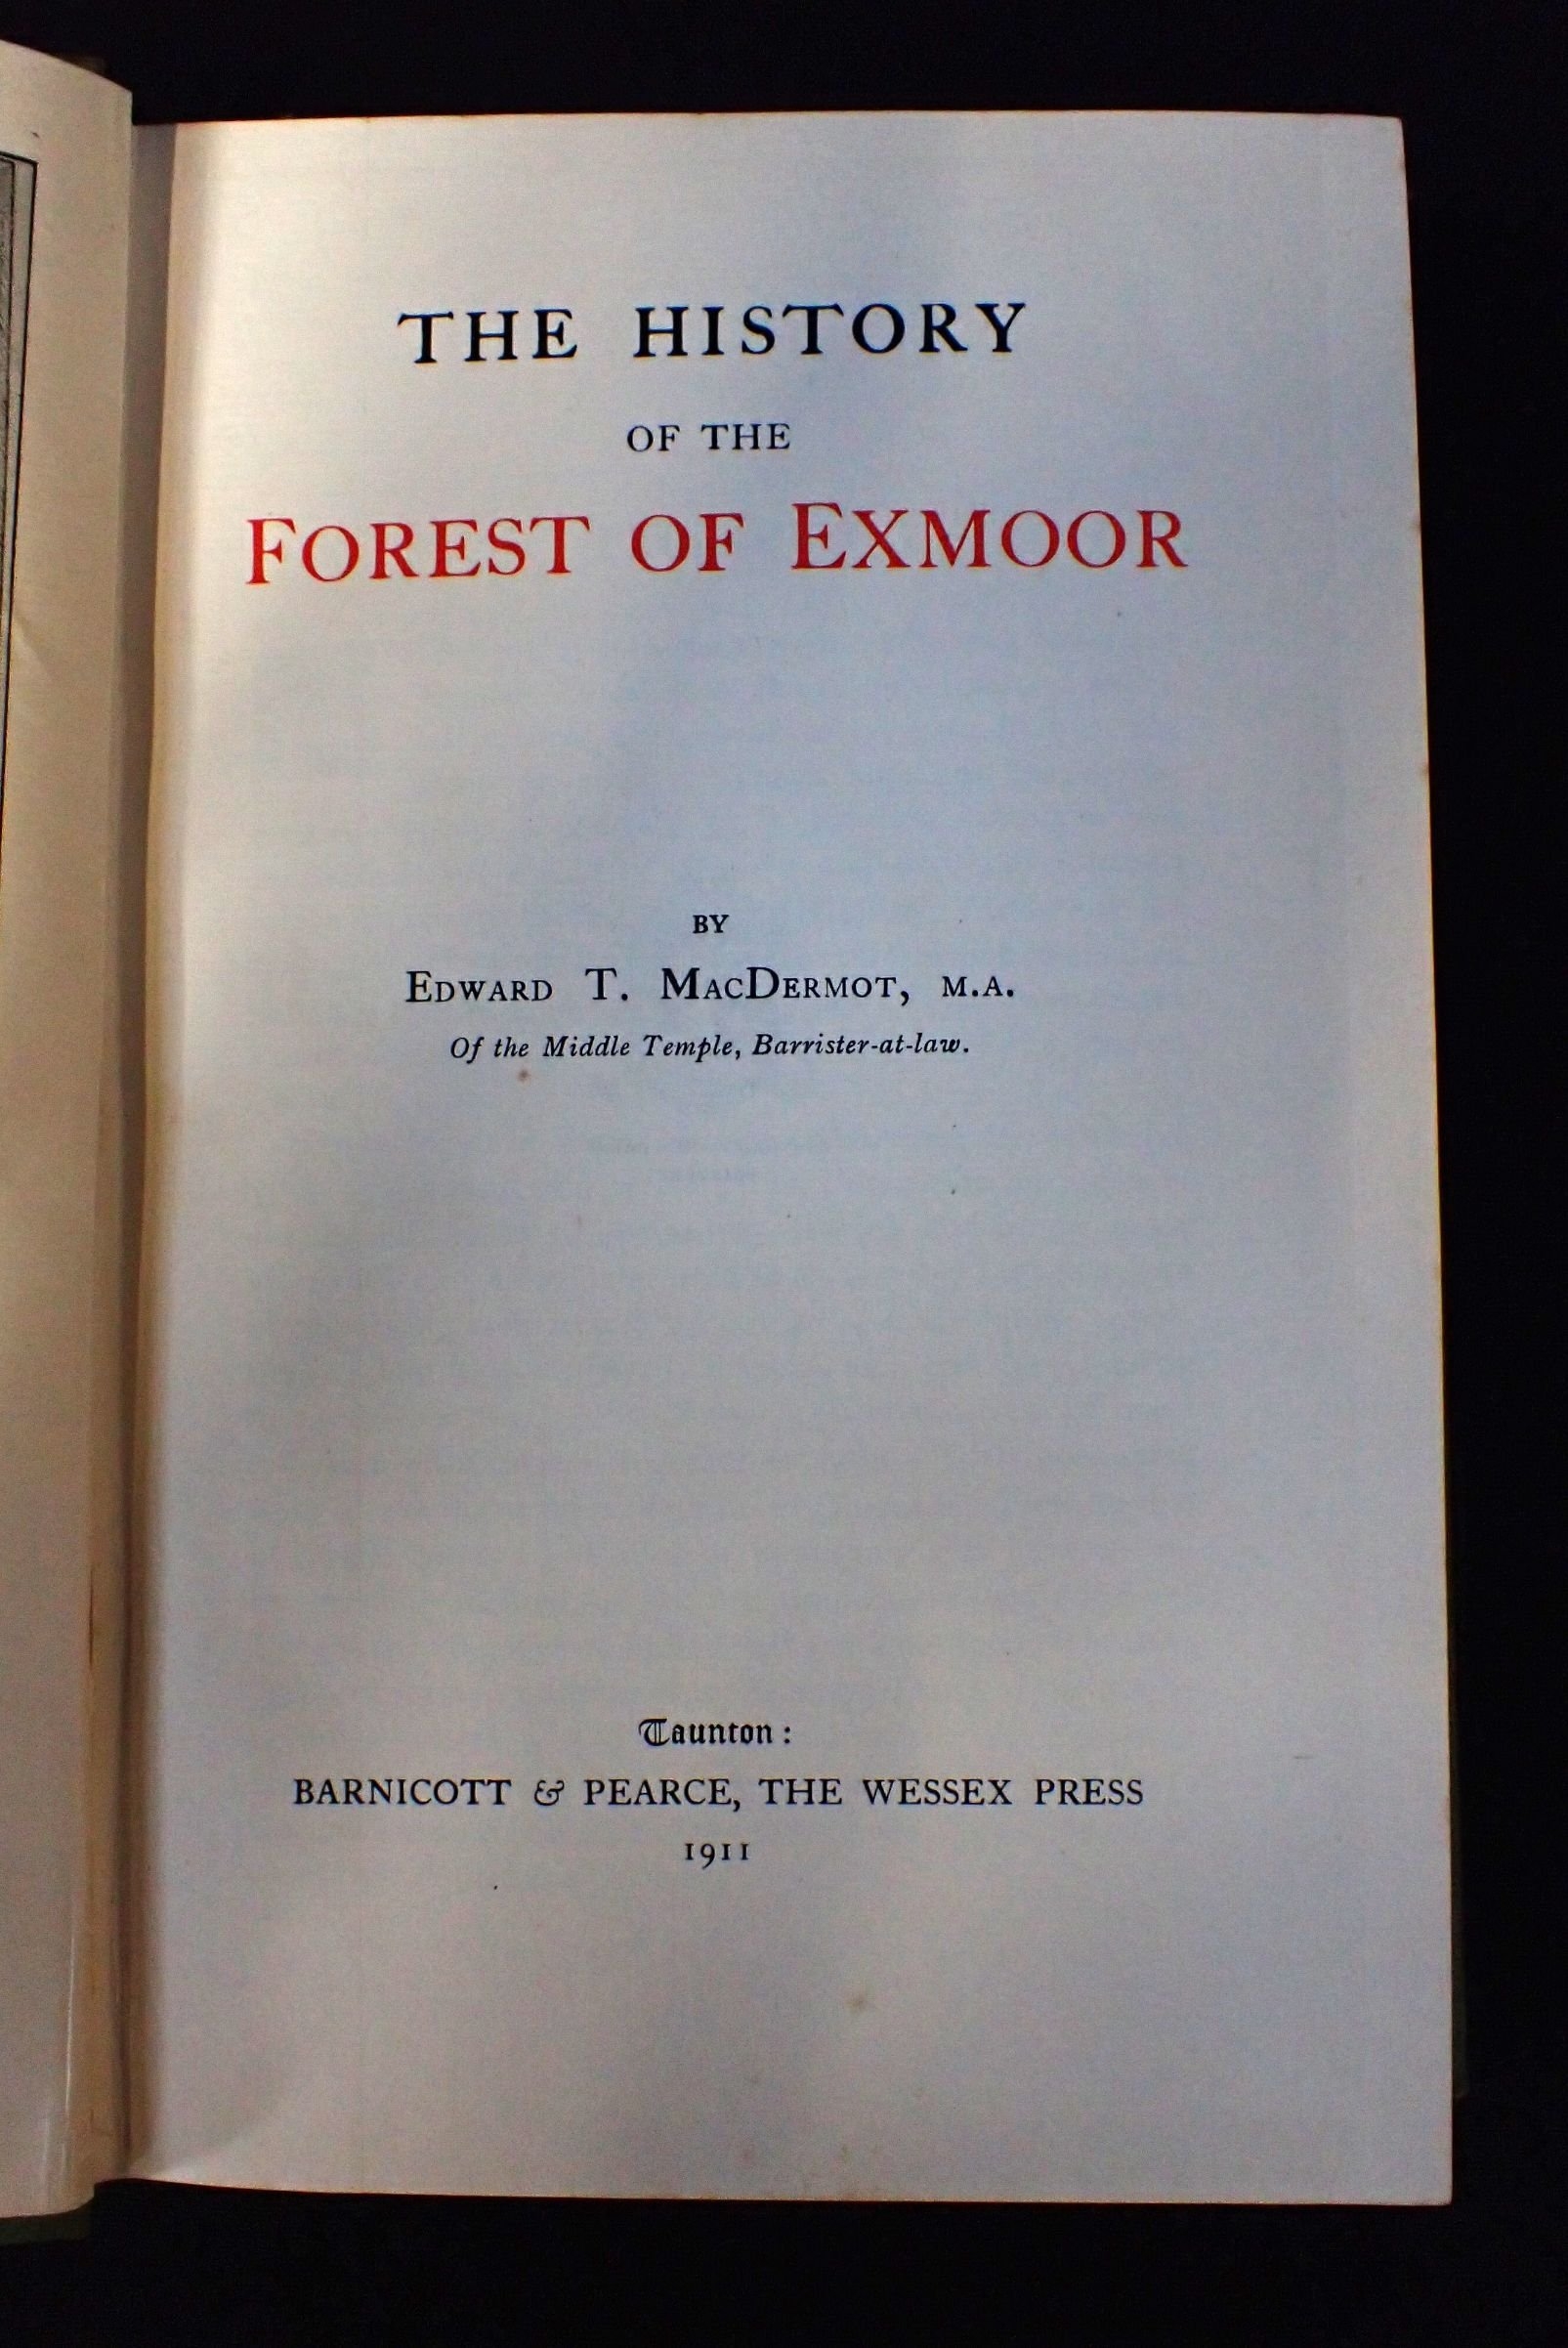 THE HISTORY
OF THE
FOREST OF EXMOOR
BY
EDWARD T. MACDERMOT, M.A.
Of the Middle Temple, Barrister-at-law.
Taunton:
BARNICOTT & PEARCE, THE WESSEX PRESS
1911